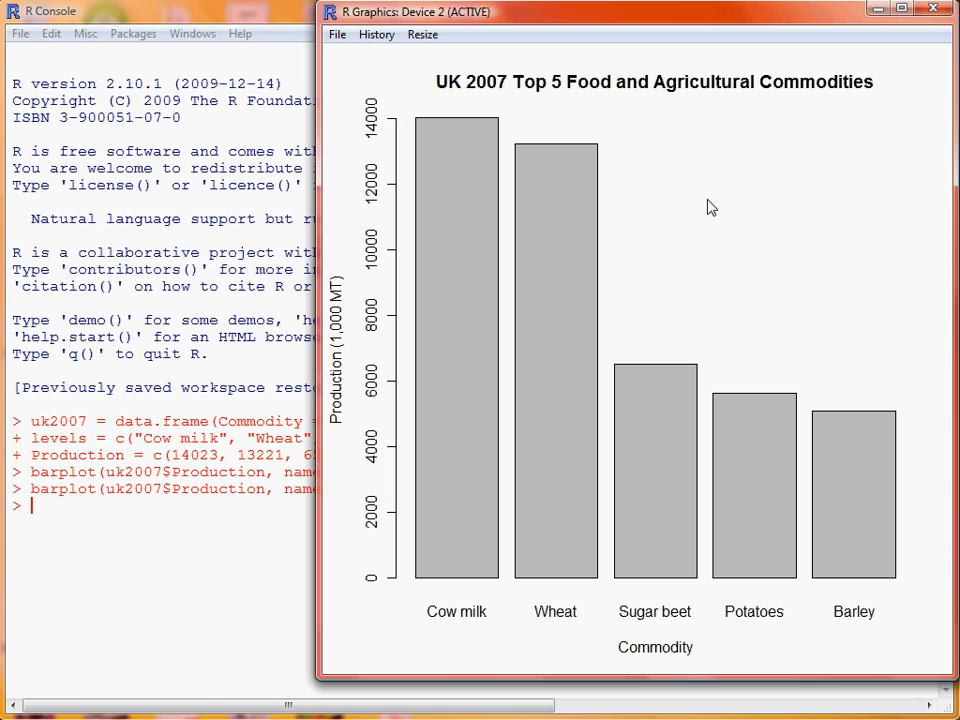 R Console
File Edit Misc Packages Windows Help
R version 2.10.1 (2009-12-14)
Copyright (C) 2009 The R Founda
ISBN 3-900051-07-0
R is free software and comes wit
You are welcome to redistribute
Type 'license()' or 'licence()'
Natural language support but r
R is a collaborative project wit
Type 'contributors()' for more i
'citation()' on how to cite R or
Type 'demo()' for some demos, 'he
'help.start()' for an HTML brows
Type 'q()' to quit R.
[Previously saved workspace rest
> uk2007 = data.frame(Commodity =
+ levels = c("Cow milk", "Wheat"
+ Production = c(14023, 13221, 6
> barplot(uk2007$Production, nam
> barplot(uk2007$Production, nam
>
R Graphics: Device 2 (ACTIVE)
File History Resize
UK 2007 Top 5 Food and Agricultural Commodities
Production (1,000 MT)
14000
12000
10000
8000
6000
4000
2000
0
Cow milk Wheat Sugar beet Potatoes Barley
Commodity